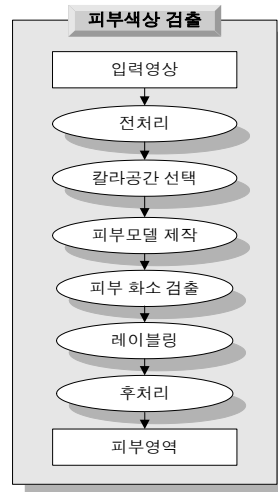 피부색상 검출
입력영상
전처리
칼라공간 선택
피부모델 제작
피부 화소 검출
레이블링
후처리
피부영역